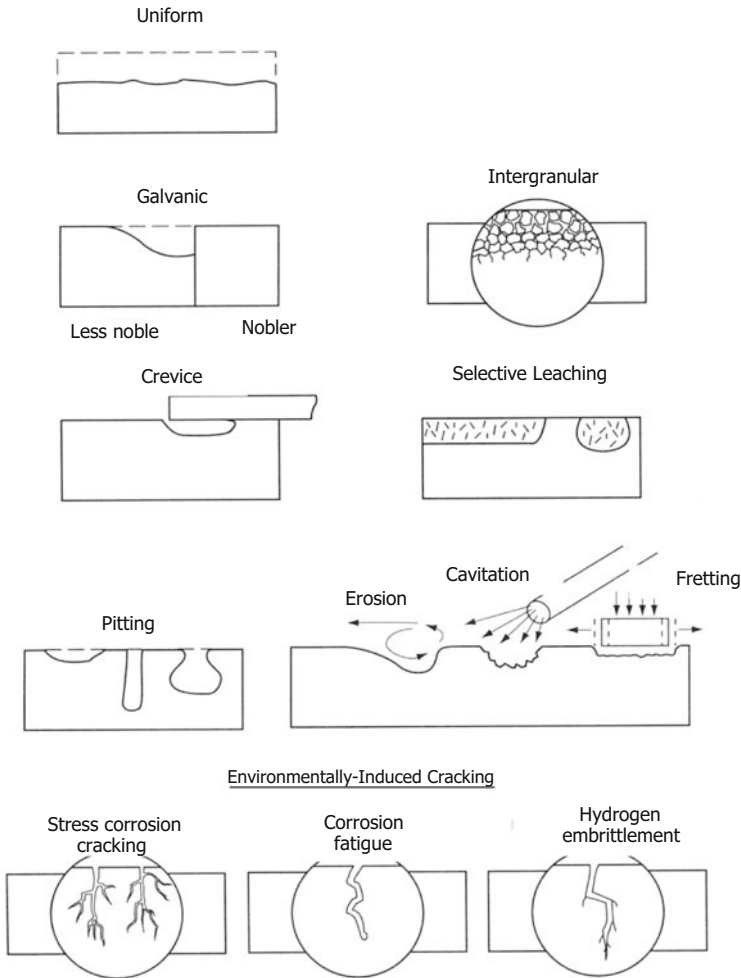 Uniform
Galvanic
Intergranular
Less noble
Nobler
Crevice
Selective Leaching
Cavitation
Fretting
Erosion
Pitting
Environmentally-Induced Cracking
Stress corrosion
cracking
Corrosion
fatigue
Hydrogen
embrittlement